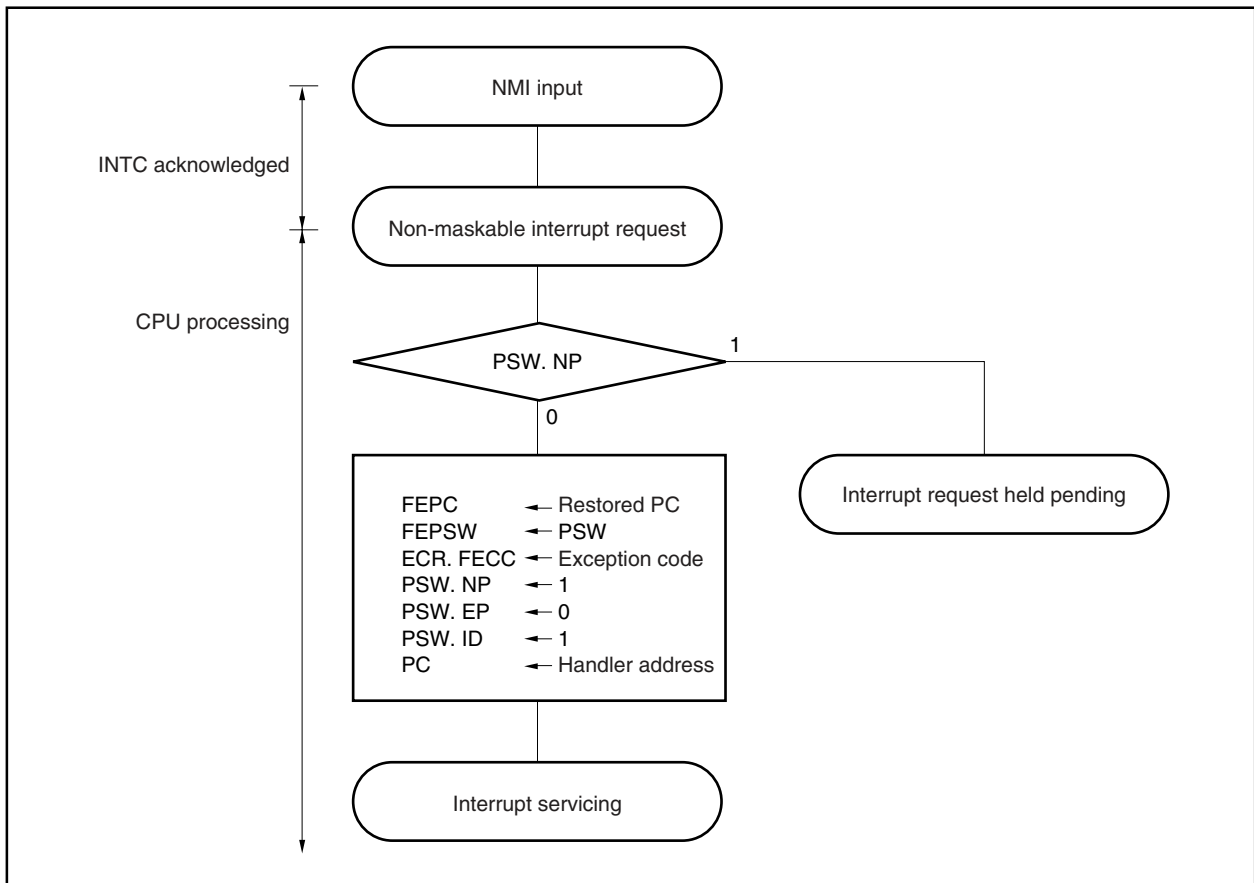 NMI input
INTC acknowledged
Non-maskable interrupt request
CPU processing
PSW. NP
1
0
FEPC ← Restored PC
FEPSW ← PSW
ECR. FECC ← Exception code
PSW. NP ← 1
PSW. EP ← 0
PSW. ID ← 1
PC ← Handler address
Interrupt request held pending
Interrupt servicing